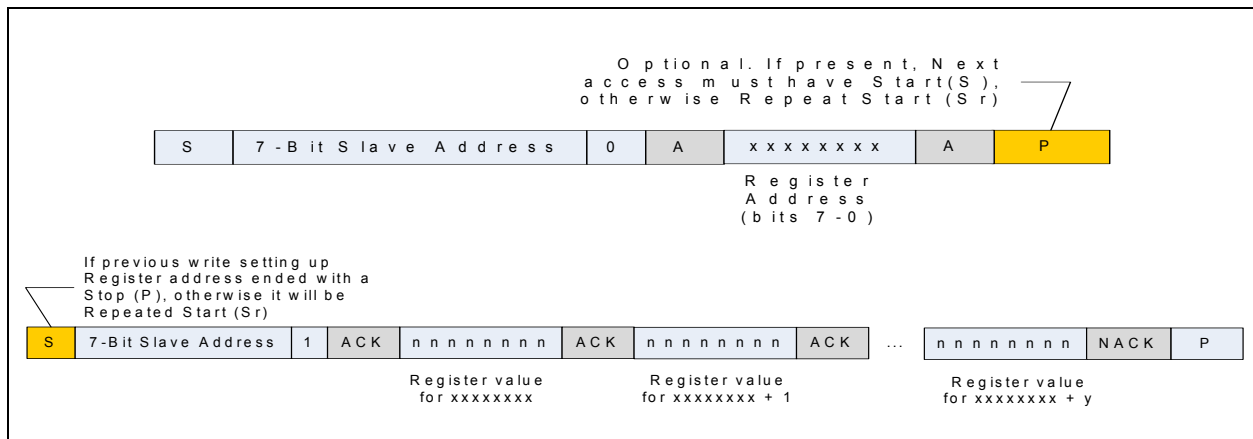 Optional. If present, Next
access must have Start(S),
otherwise Repeat Start (Sr)
S 7-Bit Slave Address 0 A xxxxxxxx A P
Register
Address
(bits 7-0)
If previous write setting up
Register address ended with a
Stop (P), otherwise it will be
Repeated Start (Sr)
S 7-Bit Slave Address 1 ACK nnnnnnnn ACK nnnnnnnn ACK ... nnnnnnnn NACK P
Register value
for xxxxxxxx
Register value
for xxxxxxxx + 1
Register value
for xxxxxxxx + y